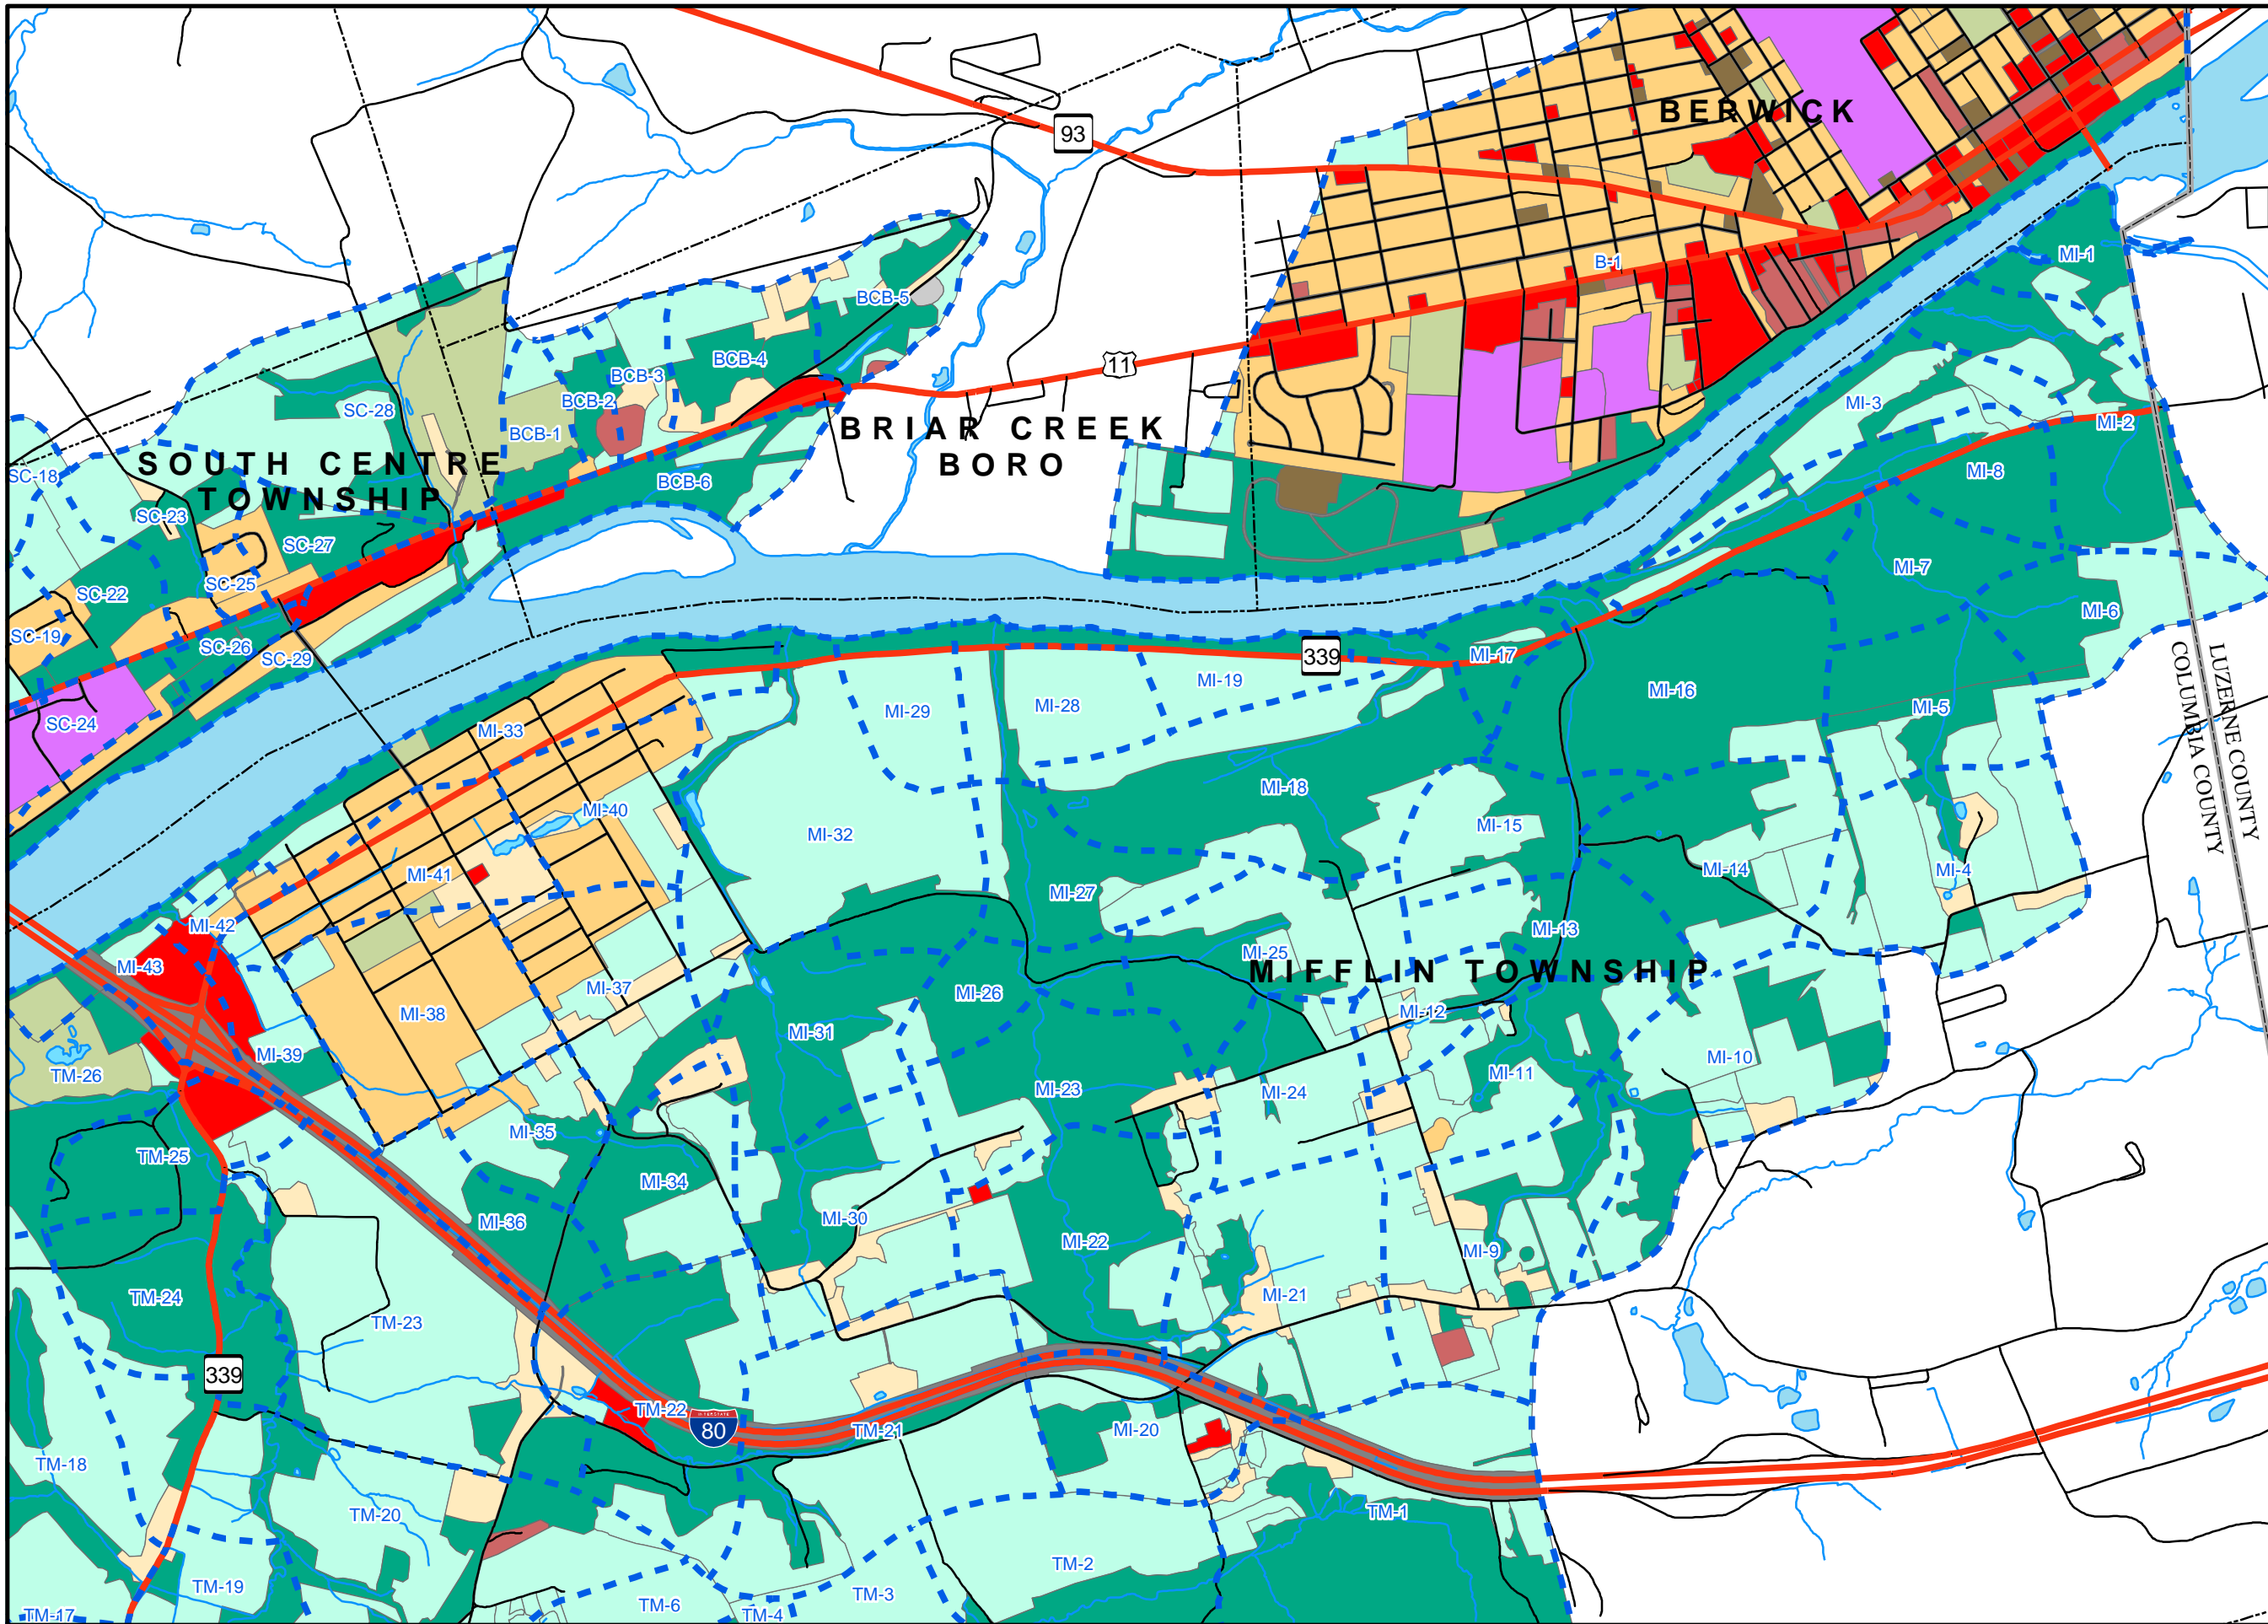 93
BERWICK
B-1
MI-1
BCB-5
11
BCB-4
BCB-3
BCB-2
BCB-1
SC-28
MI-3
MI-2
BRIAR CREEK
BORO
SOUTH CENTRE
TOWNSHIP
SC-18
BCB-6
MI-8
SC-23
SC-27
MI-7
SC-25
SC-22
MI-6
SC-19
SC-26
SC-29
339
MI-17
MI-19
MI-16
LUZERNE COUNTY
COLUMBIA COUNTY
SC-24
MI-33
MI-29
MI-28
MI-5
MI-18
MI-40
MI-32
MI-15
MI-41
MI-14
MI-4
MI-27
MI-42
MI-13
MI-25
MI-43
MIFFLIN TOWNSHIP
MI-37
MI-26
MI-38
MI-12
MI-31
MI-39
MI-10
TM-26
MI-11
MI-23
MI-24
MI-35
TM-25
MI-34
MI-36
MI-30
MI-22
MI-9
TM-24
MI-21
TM-23
339
TM-22
INTERSTATE
80
TM-21
MI-20
TM-18
TM-20
TM-1
TM-2
TM-19
TM-3
TM-6
TM-4
TM-17